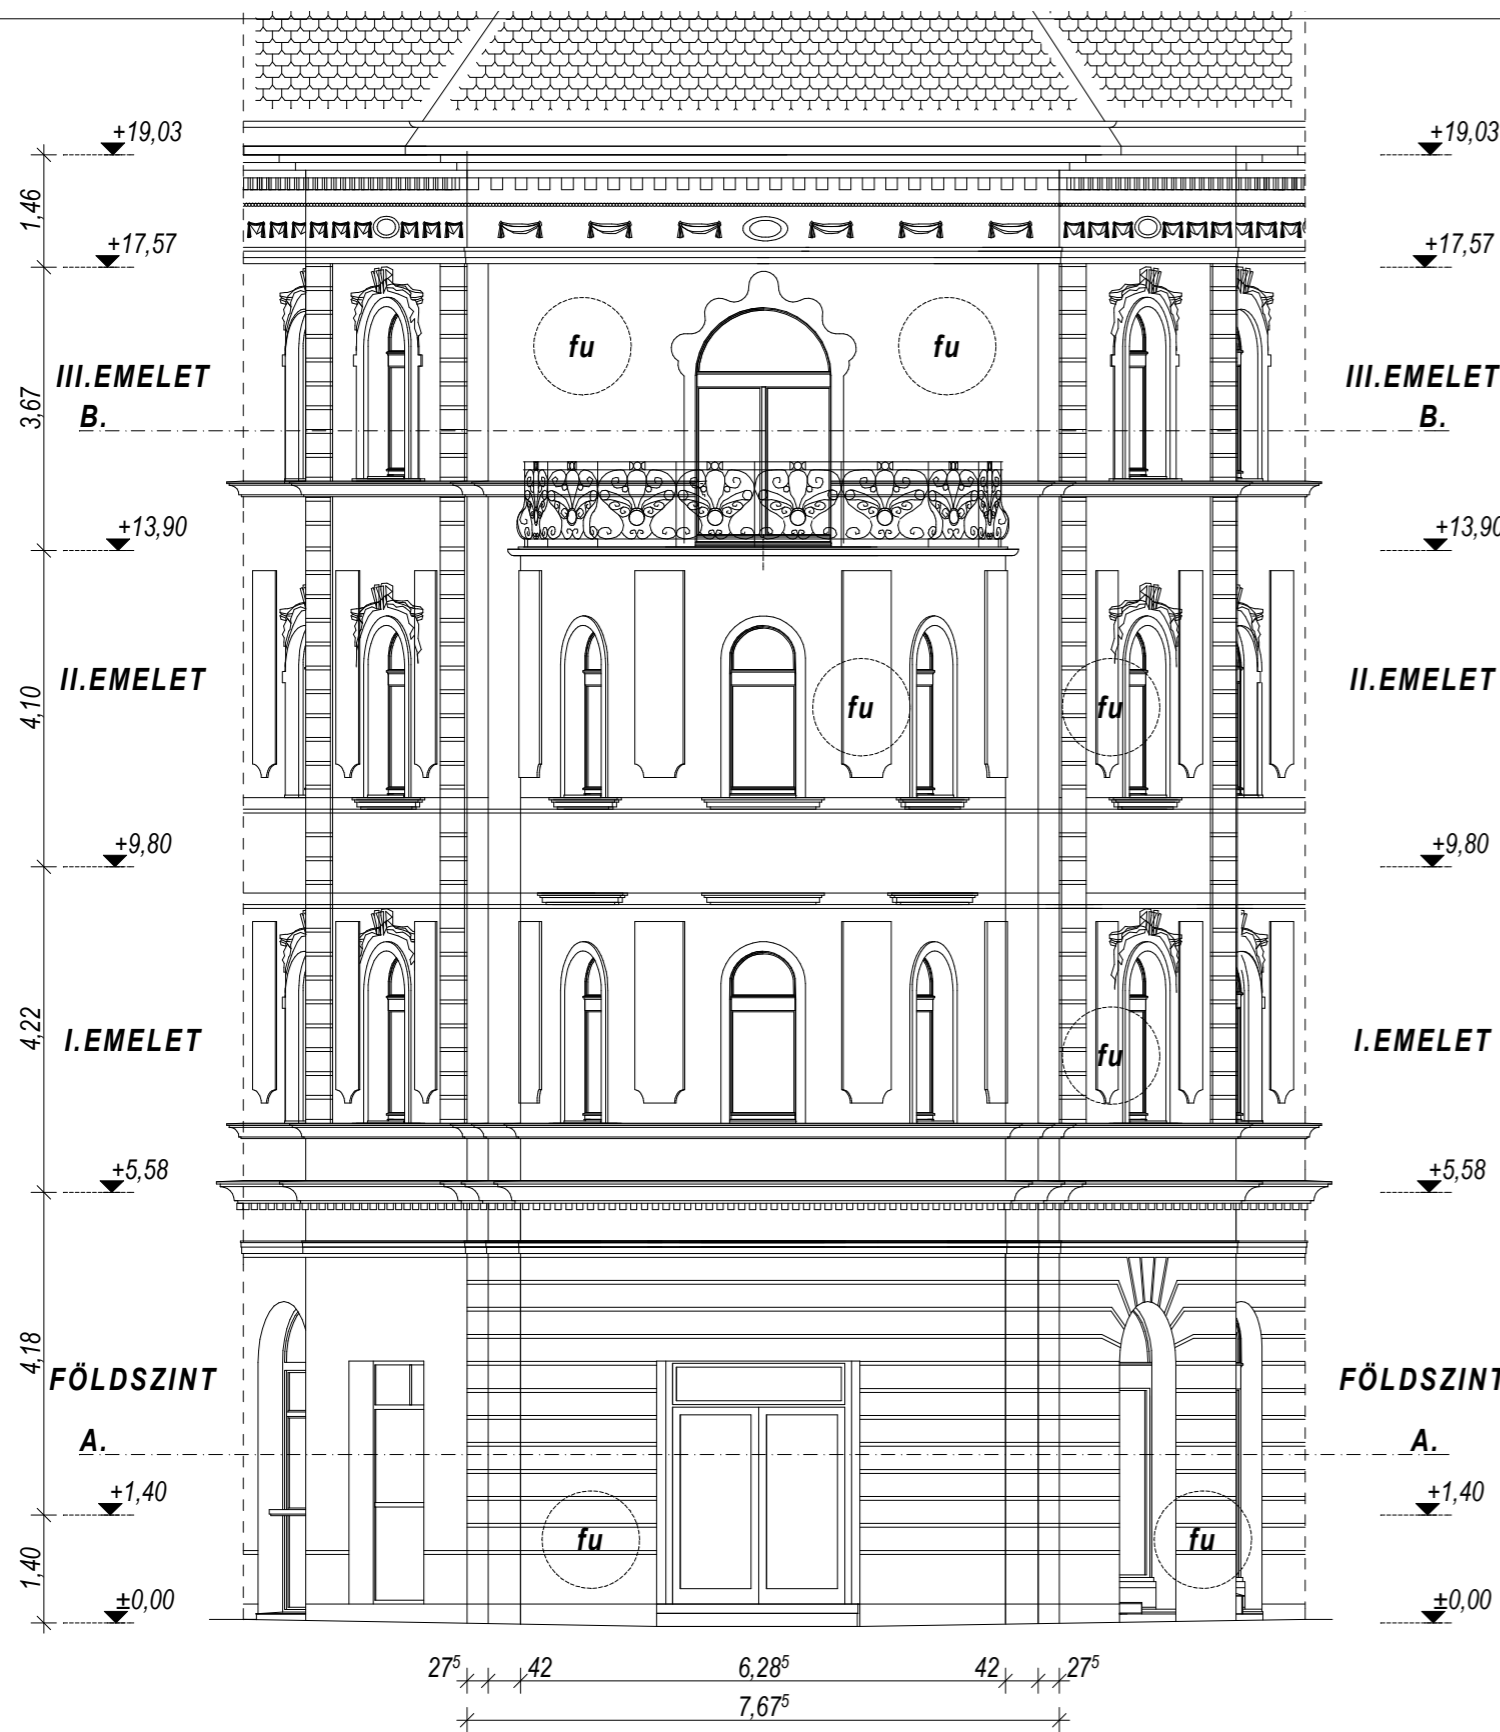 +19,03 +19,03
1,46
+17,57 +17,57
fu fu
III.EMELET III.EMELET
3,67
B. B.
+13,90 +13,90
II.EMELET II.EMELET
4,10
fu fu
+9,80 +9,80
4,22
I.EMELET I.EMELET
fu
+5,58 +5,58
4,18
FÖLDSZINT FÖLDSZINT
A. A.
+1,40 +1,40
fu fu
1,40
±0,00 ±0,00
27⁵ 42 6,28⁵ 42 27⁵
7,67⁵